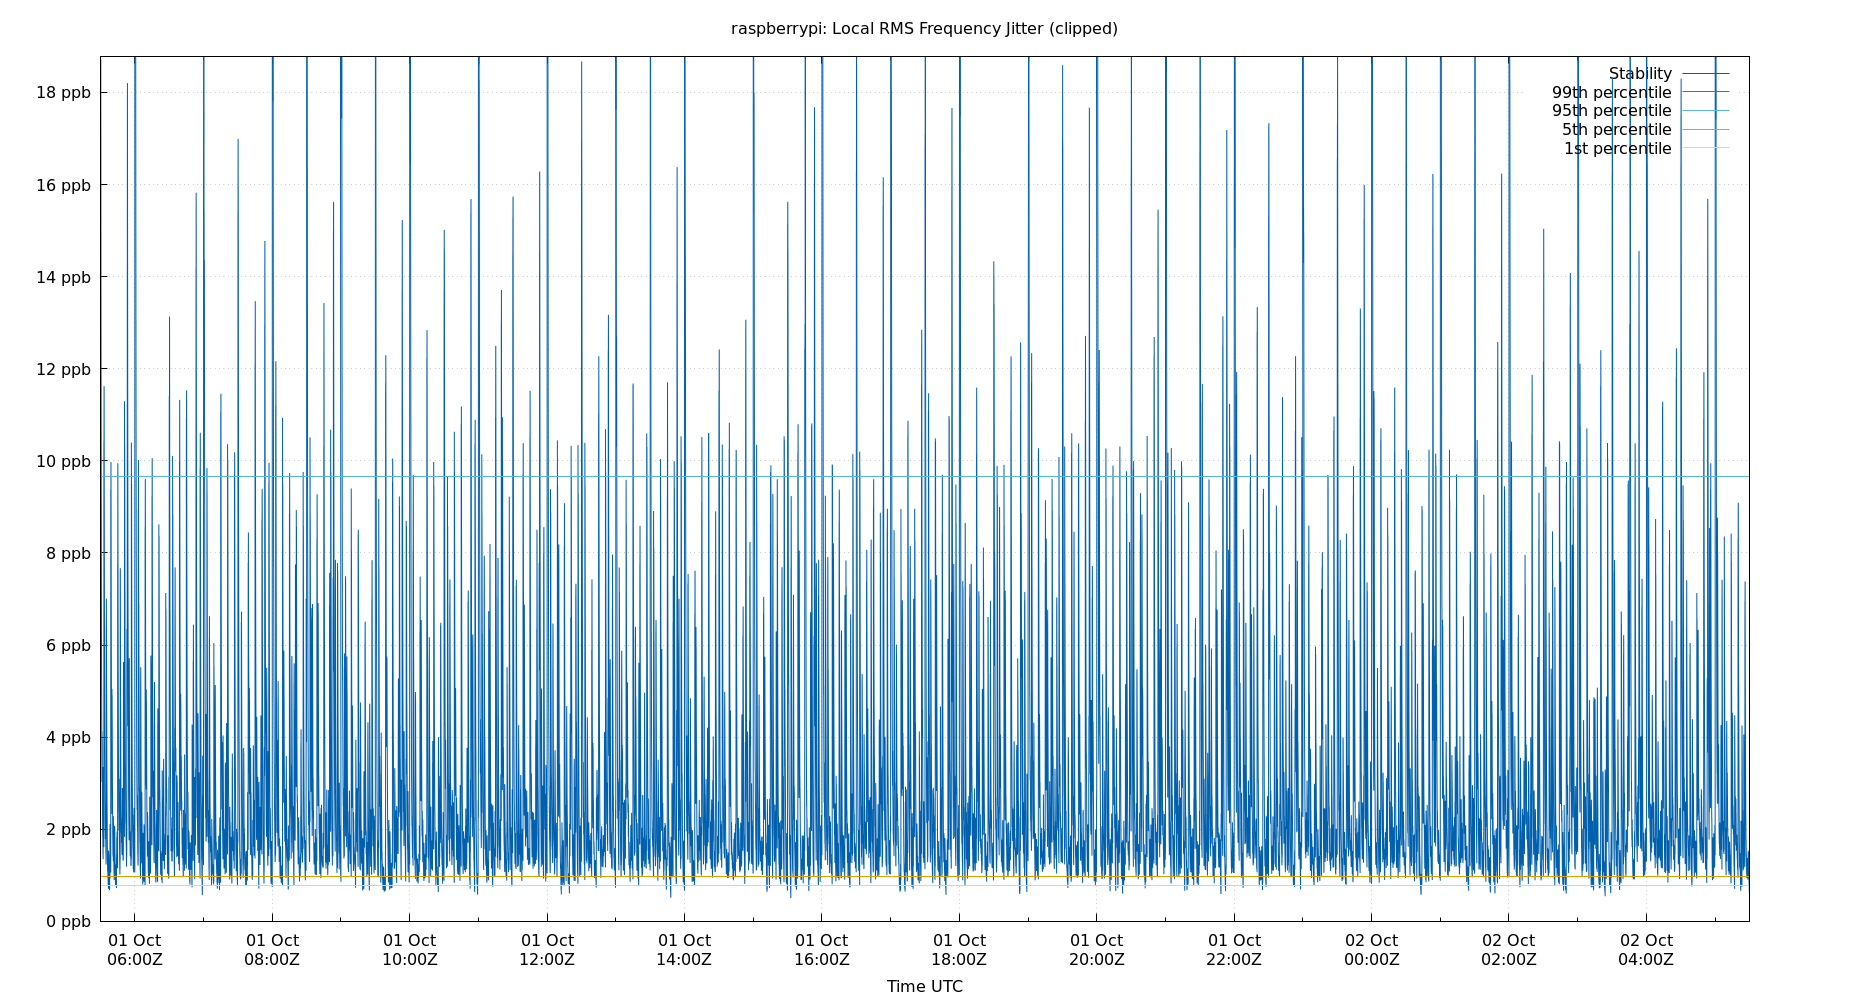 raspberrypi: Local RMS Frequency Jitter (clipped)
Stability
99th percentile
95th percentile
5th percentile
1st percentile
18 ppb
16 ppb
14 ppb
12 ppb
10 ppb
8 ppb
6 ppb
4 ppb
2 ppb
0 ppb
01 Oct 01 Oct 01 Oct 01 Oct 01 Oct 01 Oct 01 Oct 01 Oct 01 Oct 02 Oct 02 Oct 02 Oct
06:00Z 08:00Z 10:00Z 12:00Z 14:00Z 16:00Z 18:00Z 20:00Z 22:00Z 00:00Z 02:00Z 04:00Z
Time UTC